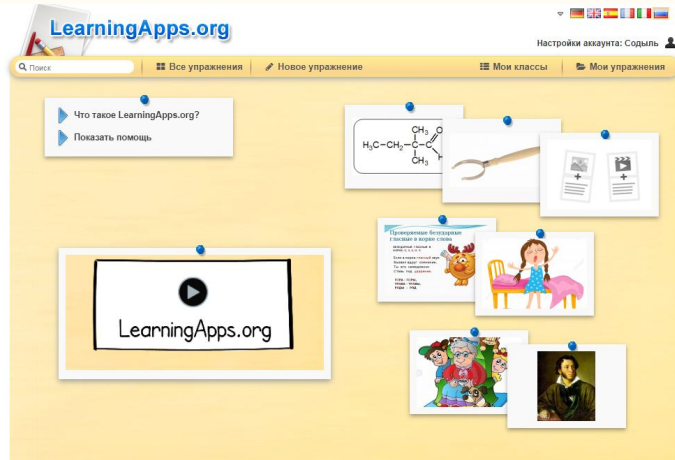 LearningApps.org
Настройки аккаунта: Содыль
Поиск
Все упражнения
Новое упражнение
Мои классы
Мои упражнения
Что такое LearningApps.org?
Показать помощь
CH3 O
H3C-CH2-C-C
CH3 H
Проверяемые безударные
гласные в корне слова
LearningApps.org